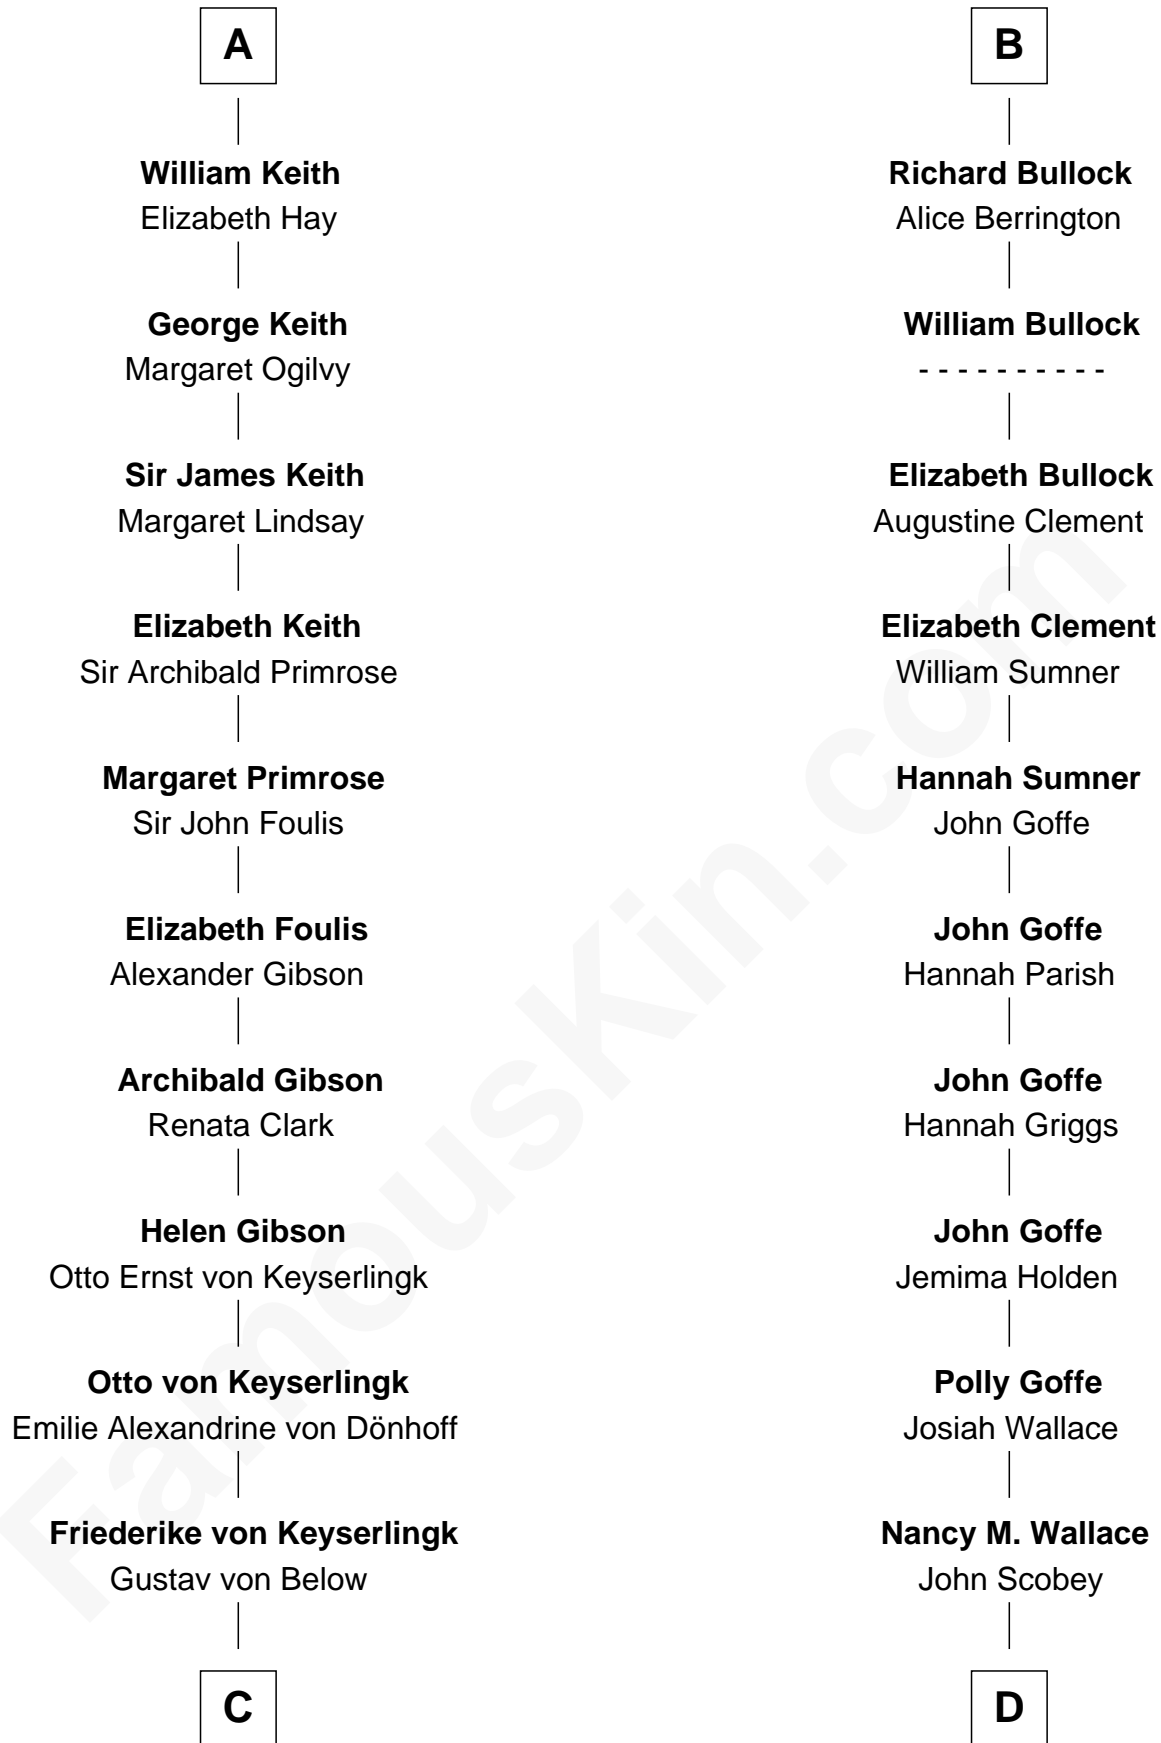 A
William Keith
Elizabeth Hay
George Keith
Margaret Ogilvy
Sir James Keith
Margaret Lindsay
Elizabeth Keith
Sir Archibald Primrose
Margaret Primrose
Sir John Foulis
Elizabeth Foulis
Alexander Gibson
Archibald Gibson
Renata Clark
Helen Gibson
Otto Ernst von Keyserlingk
Otto von Keyserlingk
Emilie Alexandrine von Dönhoff
Friederike von Keyserlingk
Gustav von Below
C
B
Richard Bullock
Alice Berrington
William Bullock
- - - - - - - - - -
Elizabeth Bullock
Augustine Clement
Elizabeth Clement
William Sumner
Hannah Sumner
John Goffe
John Goffe
Hannah Parish
John Goffe
Hannah Griggs
John Goffe
Jemima Holden
Polly Goffe
Josiah Wallace
Nancy M. Wallace
John Scobey
D
FamousKin.com